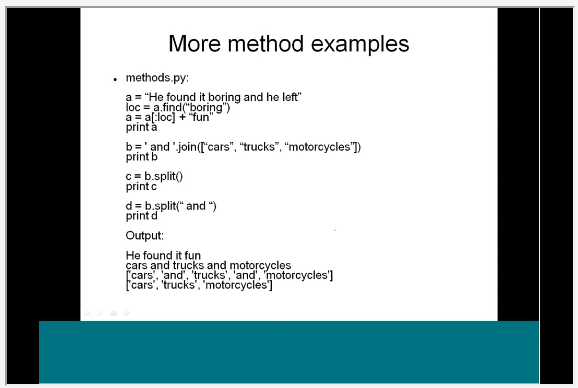 More method examples
• methods.py:
a = “He found it boring and he left”
loc = a.find(“boring”)
a = a[:loc] + “fun”
print a
b = ' and '.join([“cars”, “trucks”, “motorcycles”])
print b
c = b.split()
print c
d = b.split(“ and “)
print d
Output:
He found it fun
cars and trucks and motorcycles
['cars', 'and', 'trucks', 'and', 'motorcycles']
['cars', 'trucks', 'motorcycles']